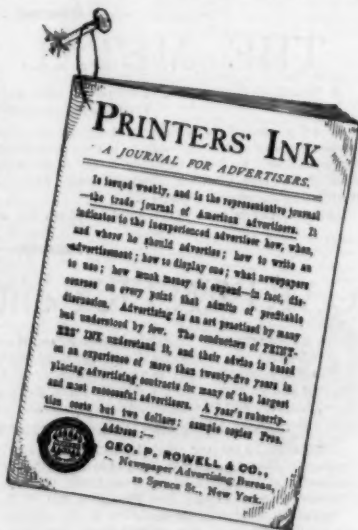 PRINTERS' INK
A JOURNAL FOR ADVERTISERS.
Is issued weekly, and is the representative journal
—the trade journal of American advertisers. It
indicates to the inexperienced advertiser how, when,
and where he should advertise; how to write an
advertisement; how to display one; what newspapers
to use; how much money to expend—in fact, dis-
courses on every point that admits of profitable
discussion. Advertising is an art practised by many
but understood by few. The conductors of PRINT-
ERS' INK understand it, and their advice is based
on an experience of more than twenty-five years in
placing advertising contracts for many of the largest
and most successful advertisers. A year's subscrip-
tion costs but two dollars; sample copies Free.
Address:—
GEO. P. ROWELL & CO.,
Newspaper Advertising Bureau,
10 Spruce St., New York.